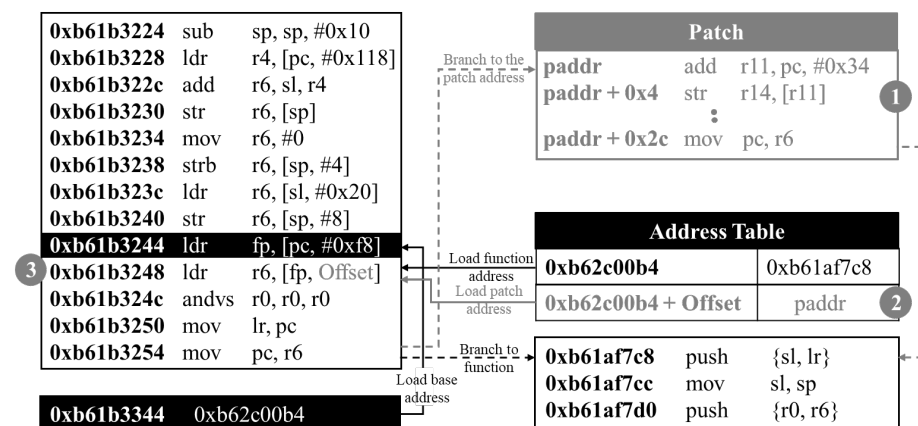 0xb61b3224 sub sp, sp, #0x10
0xb61b3228 ldr r4, [pc, #0x118]
0xb61b322c add r6, sl, r4
0xb61b3230 str r6, [sp]
0xb61b3234 mov r6, #0
0xb61b3238 strb r6, [sp, #4]
0xb61b323c ldr r6, [sl, #0x20]
0xb61b3240 str r6, [sp, #8]
0xb61b3244 ldr fp, [pc, #0xf8]
3 0xb61b3248 ldr r6, [fp, Offset]
0xb61b324c andvs r0, r0, r0
0xb61b3250 mov lr, pc
0xb61b3254 mov pc, r6
0xb61b3344 0xb62c00b4
Branch to the
patch address
Load function
address
Load patch
address
Branch to
function
Load base
address
Patch
paddr add r11, pc, #0x34
paddr + 0x4 str r14, [r11]
1
paddr + 0x2c mov pc, r6
Address Table
0xb62c00b4 0xb61af7c8
0xb62c00b4 + Offset paddr 2
0xb61af7c8 push {sl, lr}
0xb61af7cc mov sl, sp
0xb61af7d0 push {r0, r6}